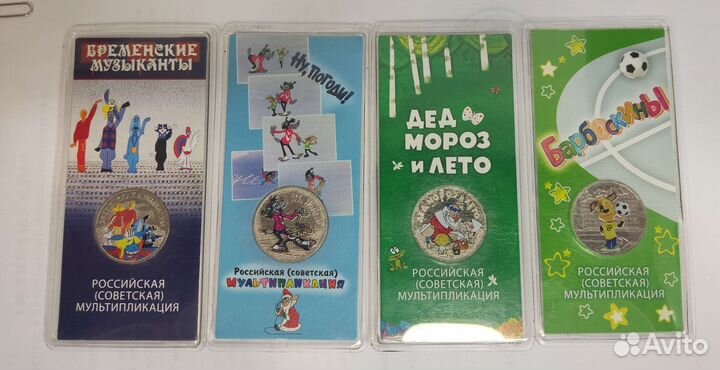 БРЕМЕНСКИЕ
МУЗЫКАНТЫ
РОССИЙСКАЯ
(СОВЕТСКАЯ)
МУЛЬТИПЛИКАЦИЯ
Ну, ПОГОДИ!
Российская (советская)
МУЛЬТИПЛИКАЦИЯ
ДЕД
МОРОЗ
И ЛЕТО
РОССИЙСКАЯ
(СОВЕТСКАЯ)
МУЛЬТИПЛИКАЦИЯ
Барбоскины
РОССИЙСКАЯ
(СОВЕТСКАЯ)
МУЛЬТИПЛИКАЦИЯ
Avito